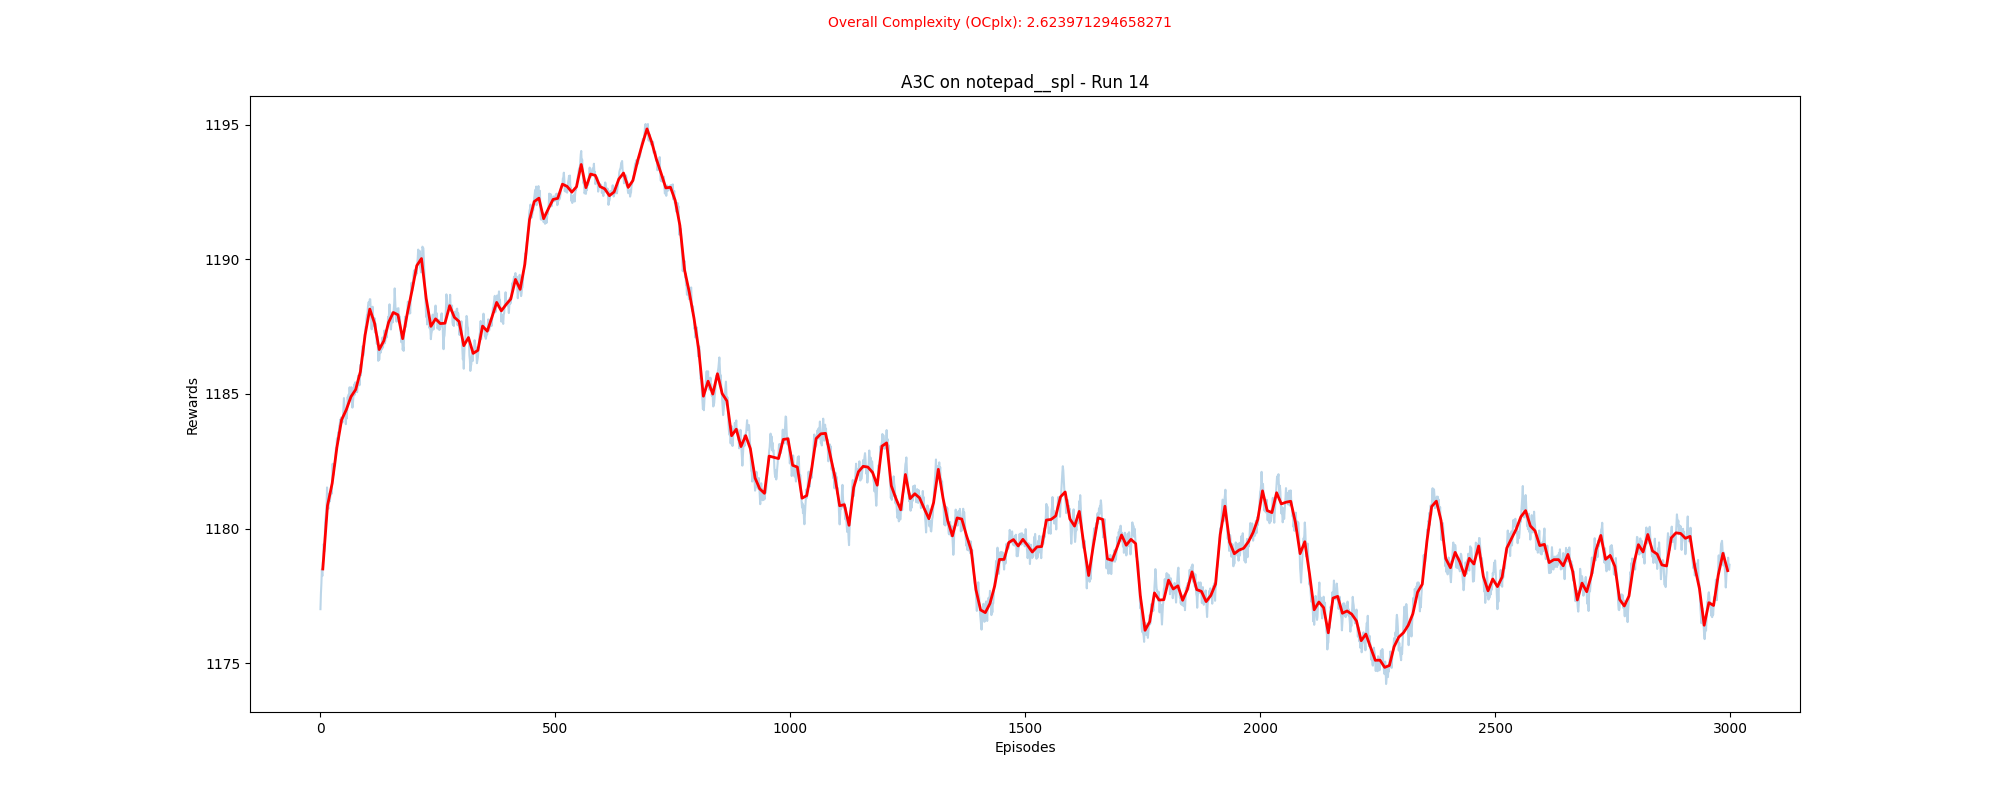 Overall Complexity (OCplx): 2.623971294658271
A3C on notepad__spl - Run 14
1195
1190
1185
1180
1175
Rewards
0 500 1000 1500 2000 2500 3000
Episodes